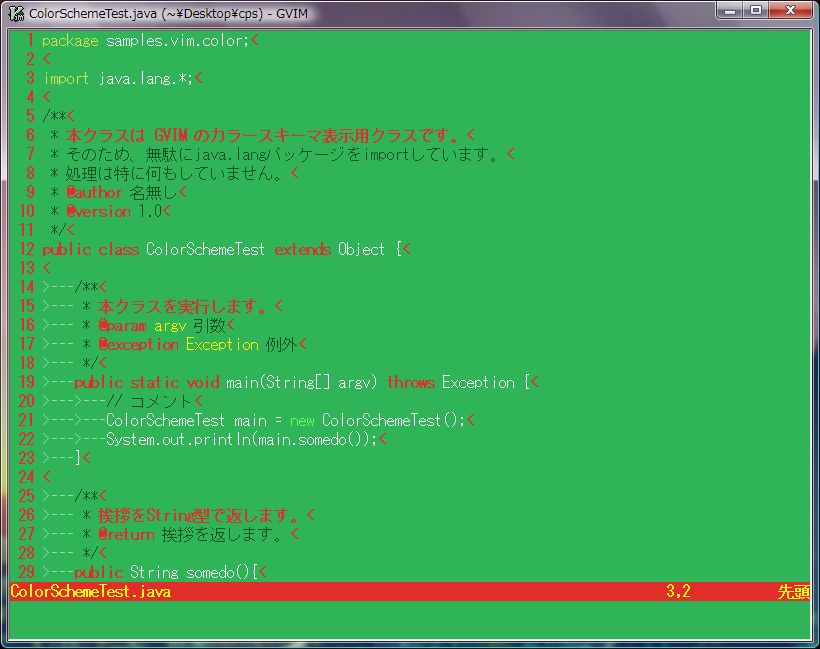 ColorSchemeTest.java (~¥Desktop¥cps) - GVIM
1 package samples.vim.color;<
2 <
3 import java.lang.*;<
4 <
5 /**<
6  * 本クラスは GVIM のカラースキーマ表示用クラスです。<
7  * そのため、無駄にjava.langパッケージをimportしています。<
8  * 処理は特に何もしていません。<
9  * @author 名無し<
10  * @version 1.0<
11  */<
12 public class ColorSchemeTest extends Object {<
13 <
14 >---/**<
15 >--- * 本クラスを実行します。<
16 >--- * @param argv 引数<
17 >--- * @exception Exception 例外<
18 >--- */<
19 >---public static void main(String[] argv) throws Exception {<
20 >--->---// コメント<
21 >--->---ColorSchemeTest main = new ColorSchemeTest();<
22 >--->---System.out.println(main.somedo());<
23 >---}<
24 <
25 >---/**<
26 >--- * 挨拶をString型で返します。<
27 >--- * @return 挨拶を返します。<
28 >--- */<
29 >---public String somedo(){<
ColorSchemeTest.java 3,2 先頭